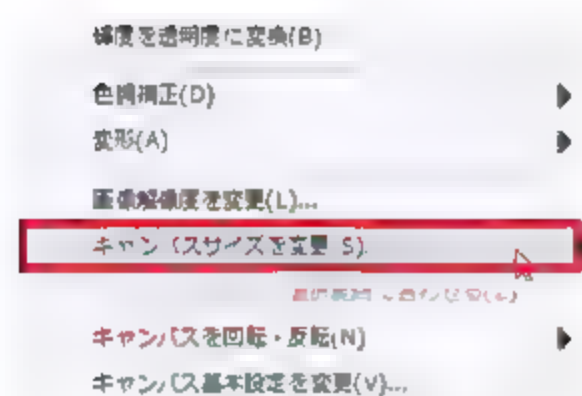 輝度を透明度に変換(B)
色調補正(D)
変形(A)
画像解像度を変更(L)...
キャンバスサイズを変更(S)...
キャンバスを回転・反転(N)
キャンバス基本設定を変更(V)...